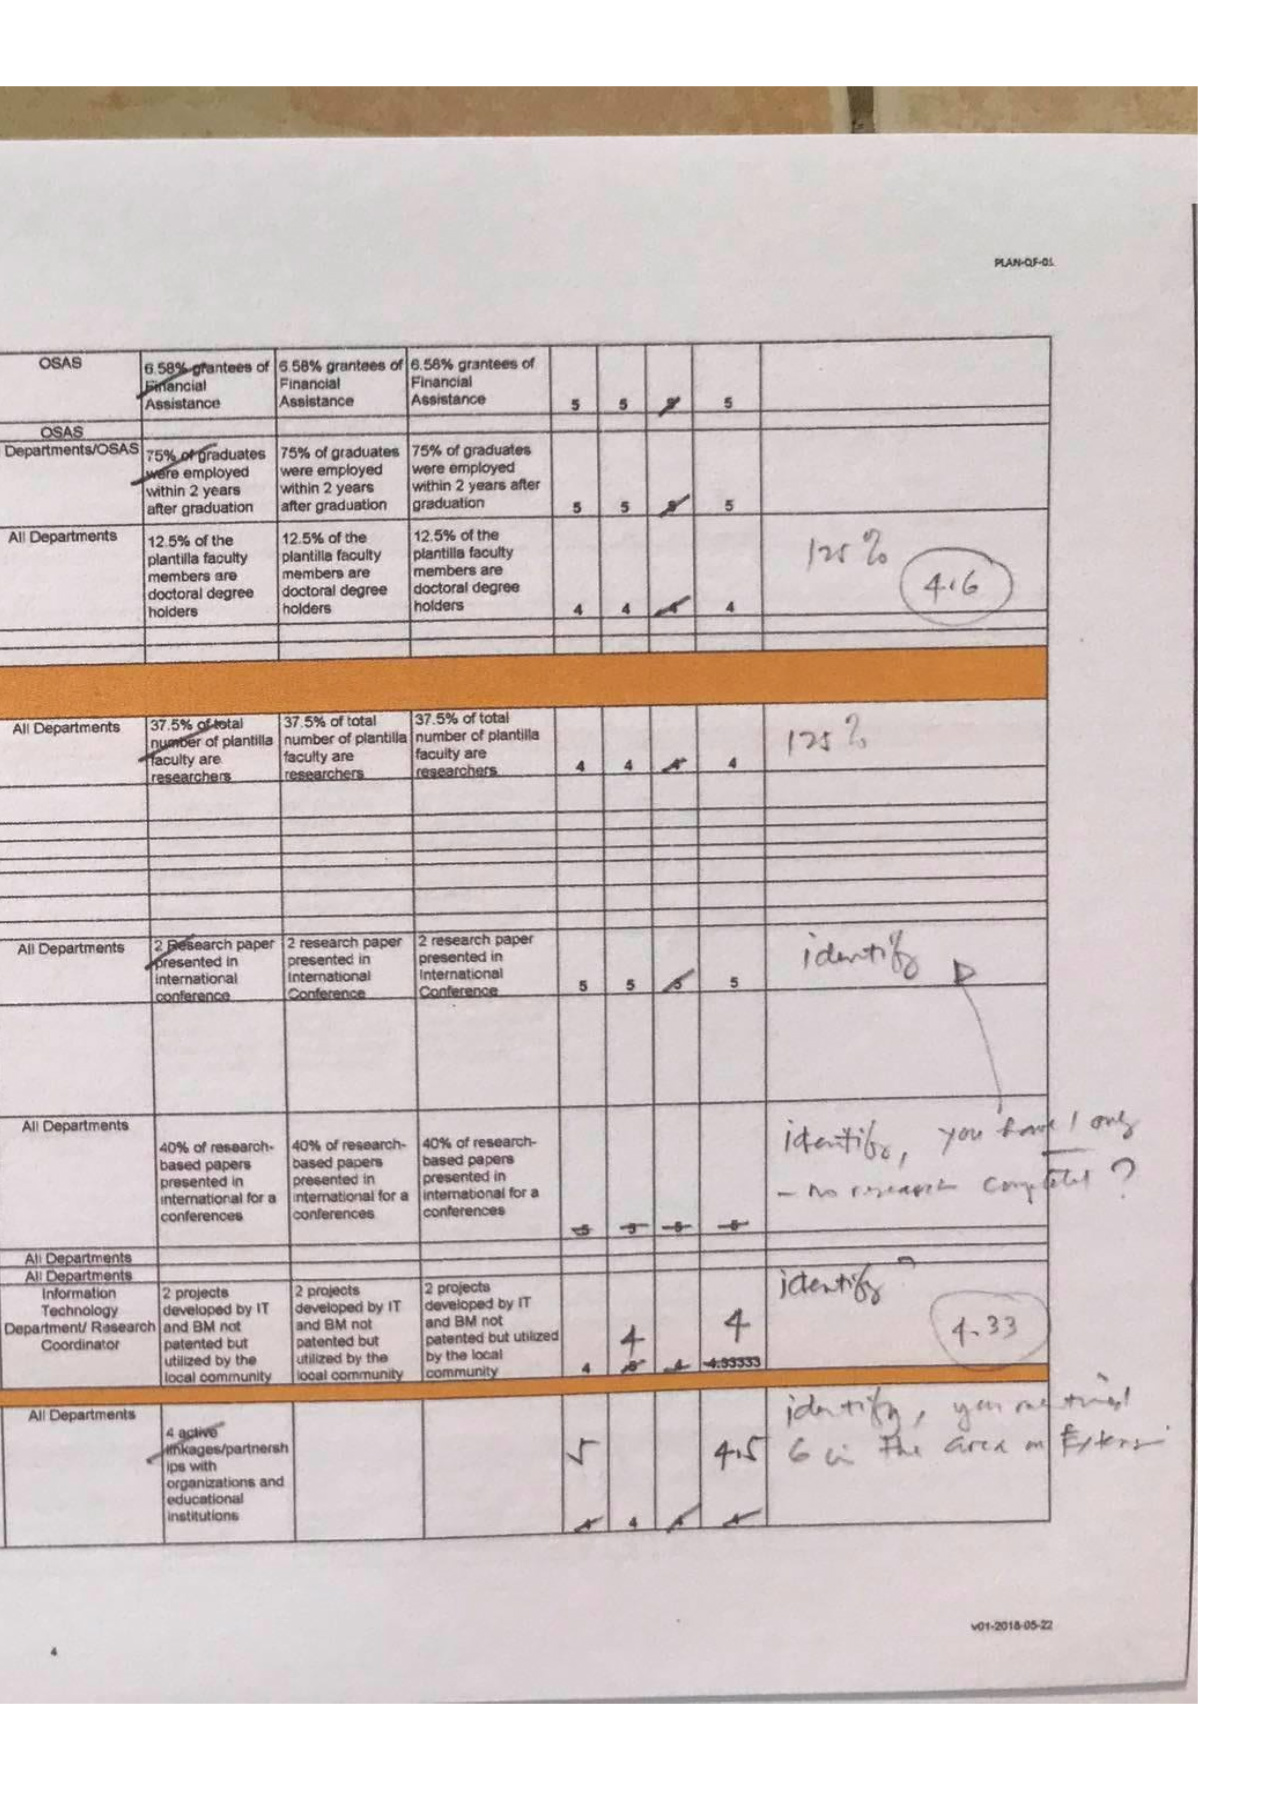 PLAN-QF-01
OSAS
6.58% grantees of
Financial
Assistance
6.58% grantees of
Financial
Assistance
6.58% grantees of
Financial
Assistance
5
5
5
OSAS
Departments/OSAS
75% of graduates
were employed
within 2 years
after graduation
75% of graduates
were employed
within 2 years
after graduation
75% of graduates
were employed
within 2 years after
graduation
5
5
5
5
All Departments
12.5% of the
plantilla faculty
members are
doctoral degree
holders
12.5% of the
plantilla faculty
members are
doctoral degree
holders
12.5% of the
plantilla faculty
members are
doctoral degree
holders
4
4
4
4
125%
4.6
All Departments
37.5% of total
number of plantilla
faculty are
researchers
37.5% of total
number of plantilla
faculty are
researchers
37.5% of total
number of plantilla
faculty are
researchers
4
4
4
4
125%
All Departments
2 Research paper
presented in
international
conference
2 research paper
presented in
International
Conference
2 research paper
presented in
International
Conference
5
5
5
5
identify
All Departments
40% of research-
based papers
presented in
international for a
conferences
40% of research-
based papers
presented in
international for a
conferences
40% of research-
based papers
presented in
international for a
conferences
5
5
5
5
identify, you have 1 only
- no research completed ?
All Departments
All Departments
Information
Technology
Department/ Research
Coordinator
2 projects
developed by IT
and BM not
patented but
utilized by the
local community
2 projects
developed by IT
and BM not
patented but
utilized by the
local community
2 projects
developed by IT
and BM not
patented but utilized
by the local
community
4
4
5
4
4
4.33333
identify
4.33
All Departments
4 active
linkages/partnersh
ips with
organizations and
educational
institutions
5
4
4
4
4.5
4
identify, you mentioned
6 in the area on
v01-2018-05-22
4